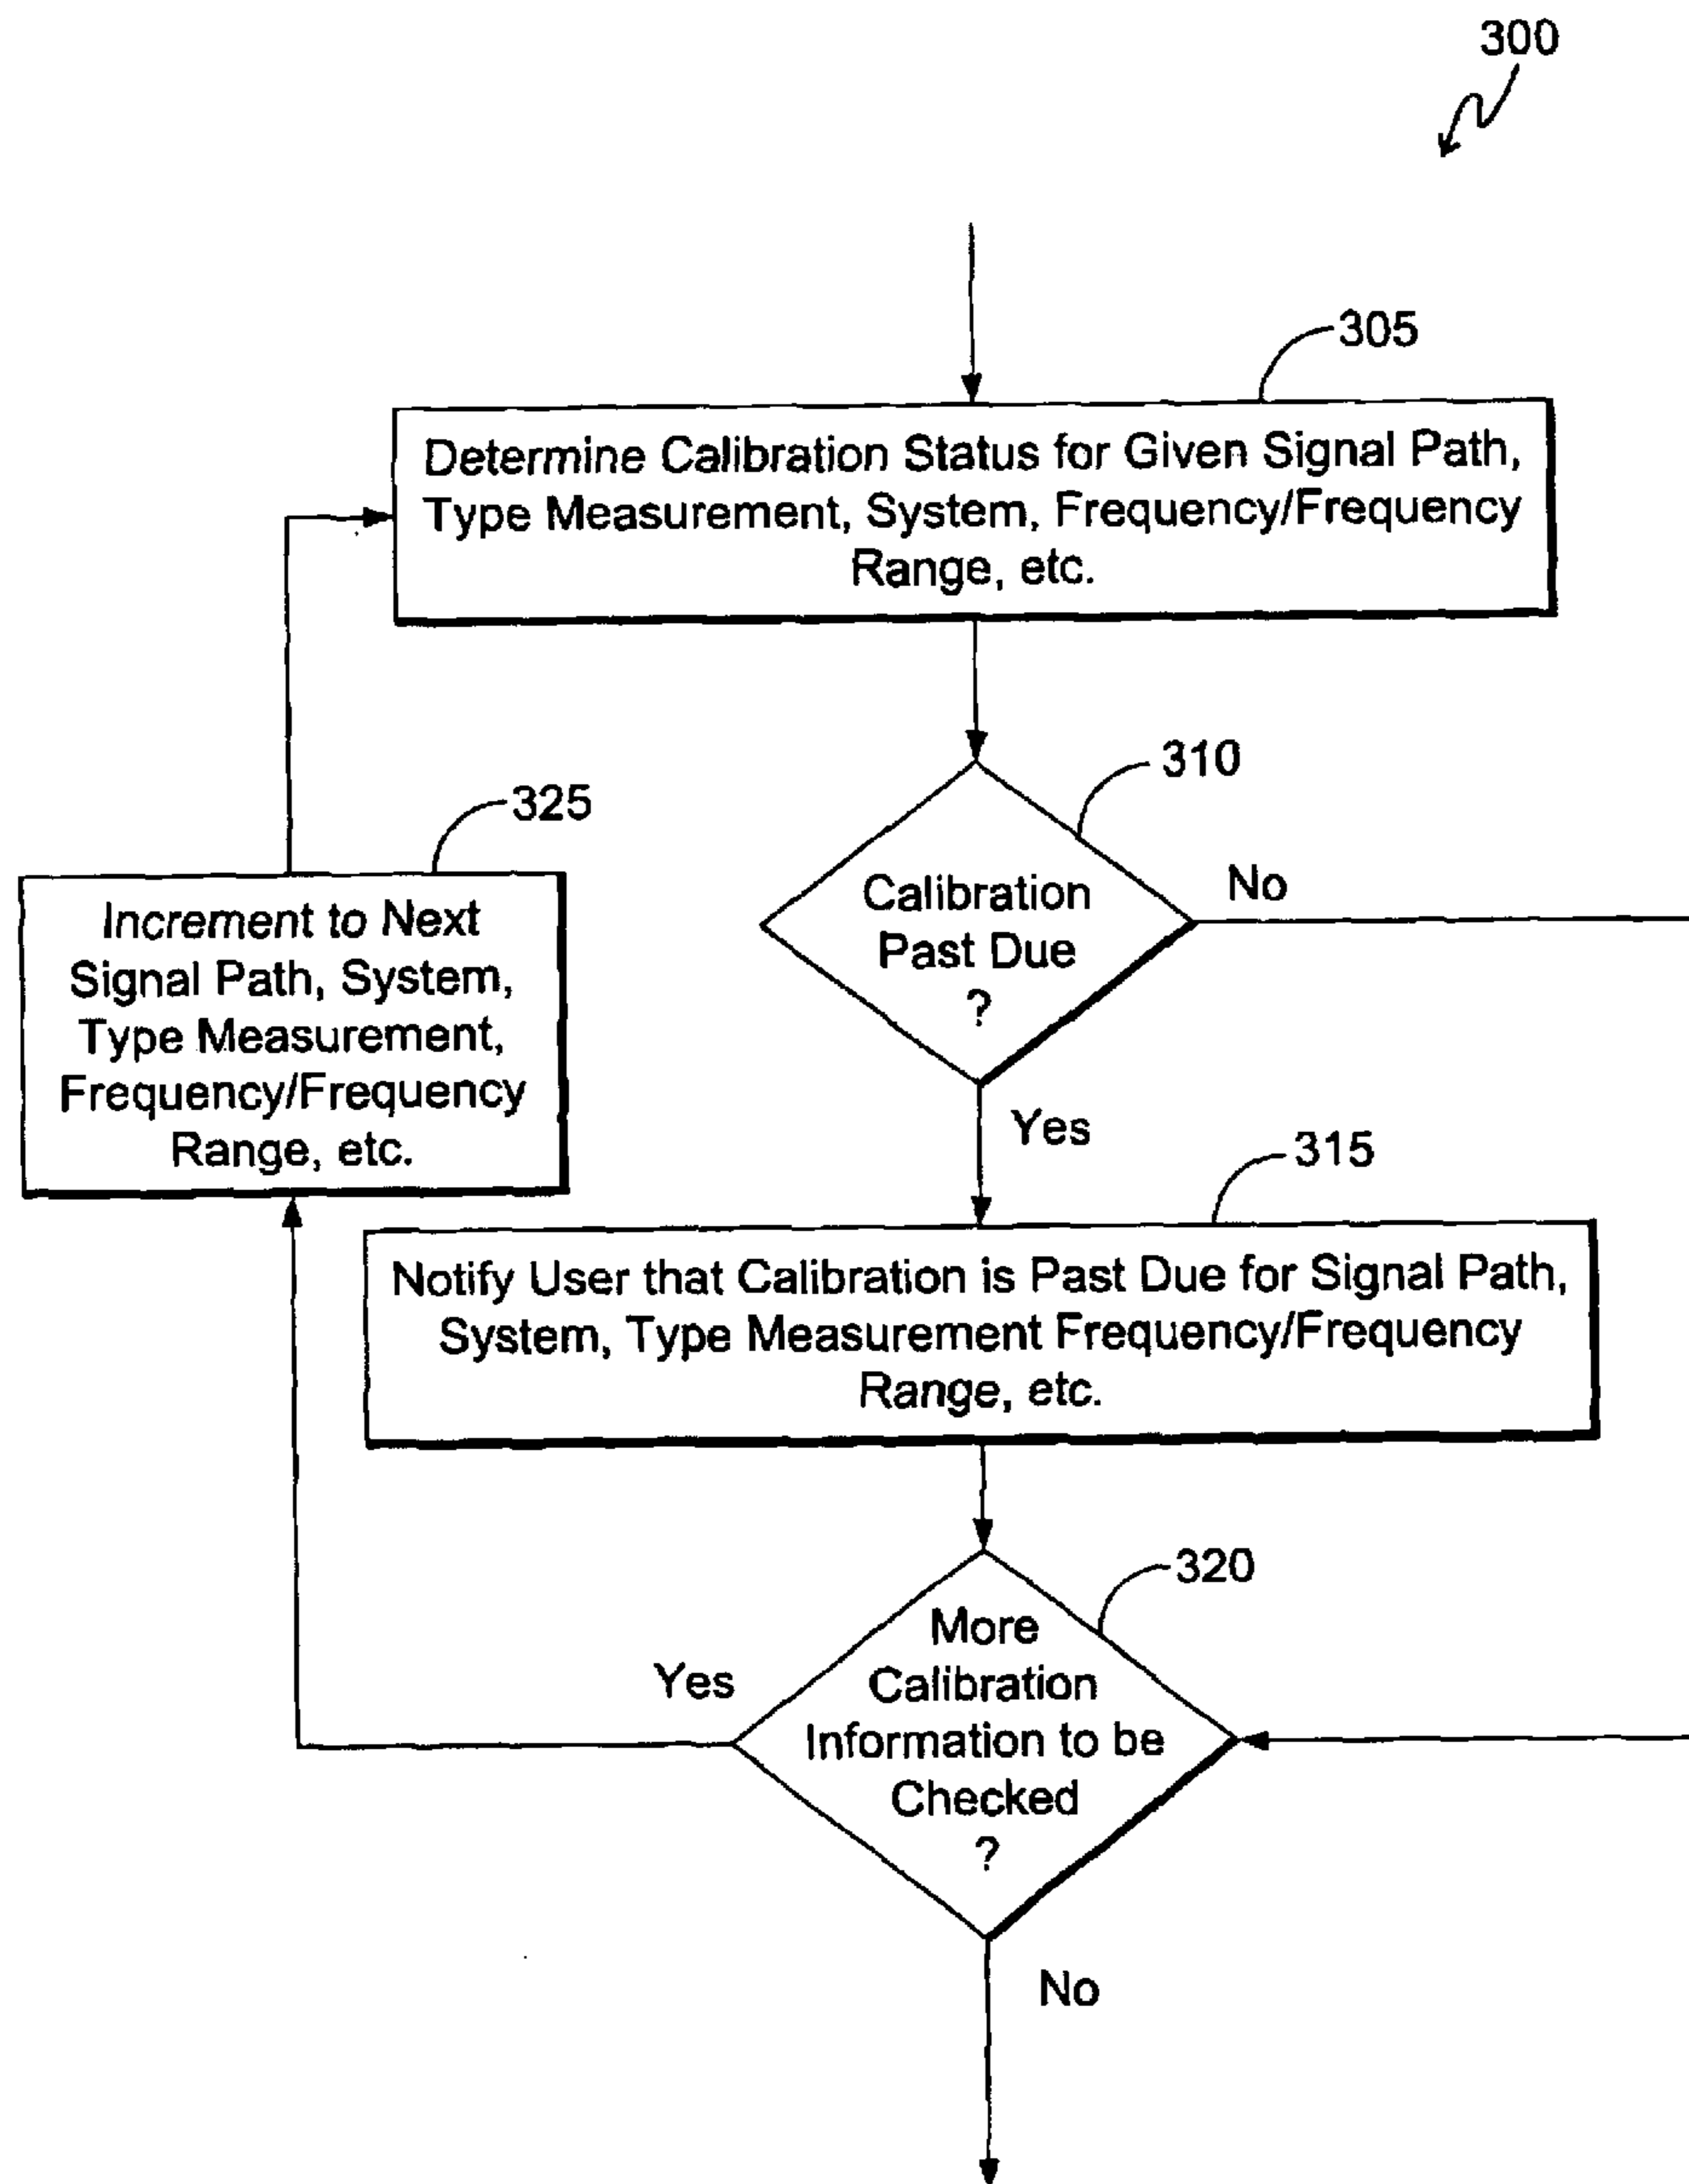 300
305
Determine Calibration Status for Given Signal Path,
Type Measurement, System, Frequency/Frequency
Range, etc.
310
Calibration
Past Due
?
No
Yes
325
Increment to Next
Signal Path, System,
Type Measurement,
Frequency/Frequency
Range, etc.
315
Notify User that Calibration is Past Due for Signal Path,
System, Type Measurement Frequency/Frequency
Range, etc.
320
More
Calibration
Information to be
Checked
?
Yes
No